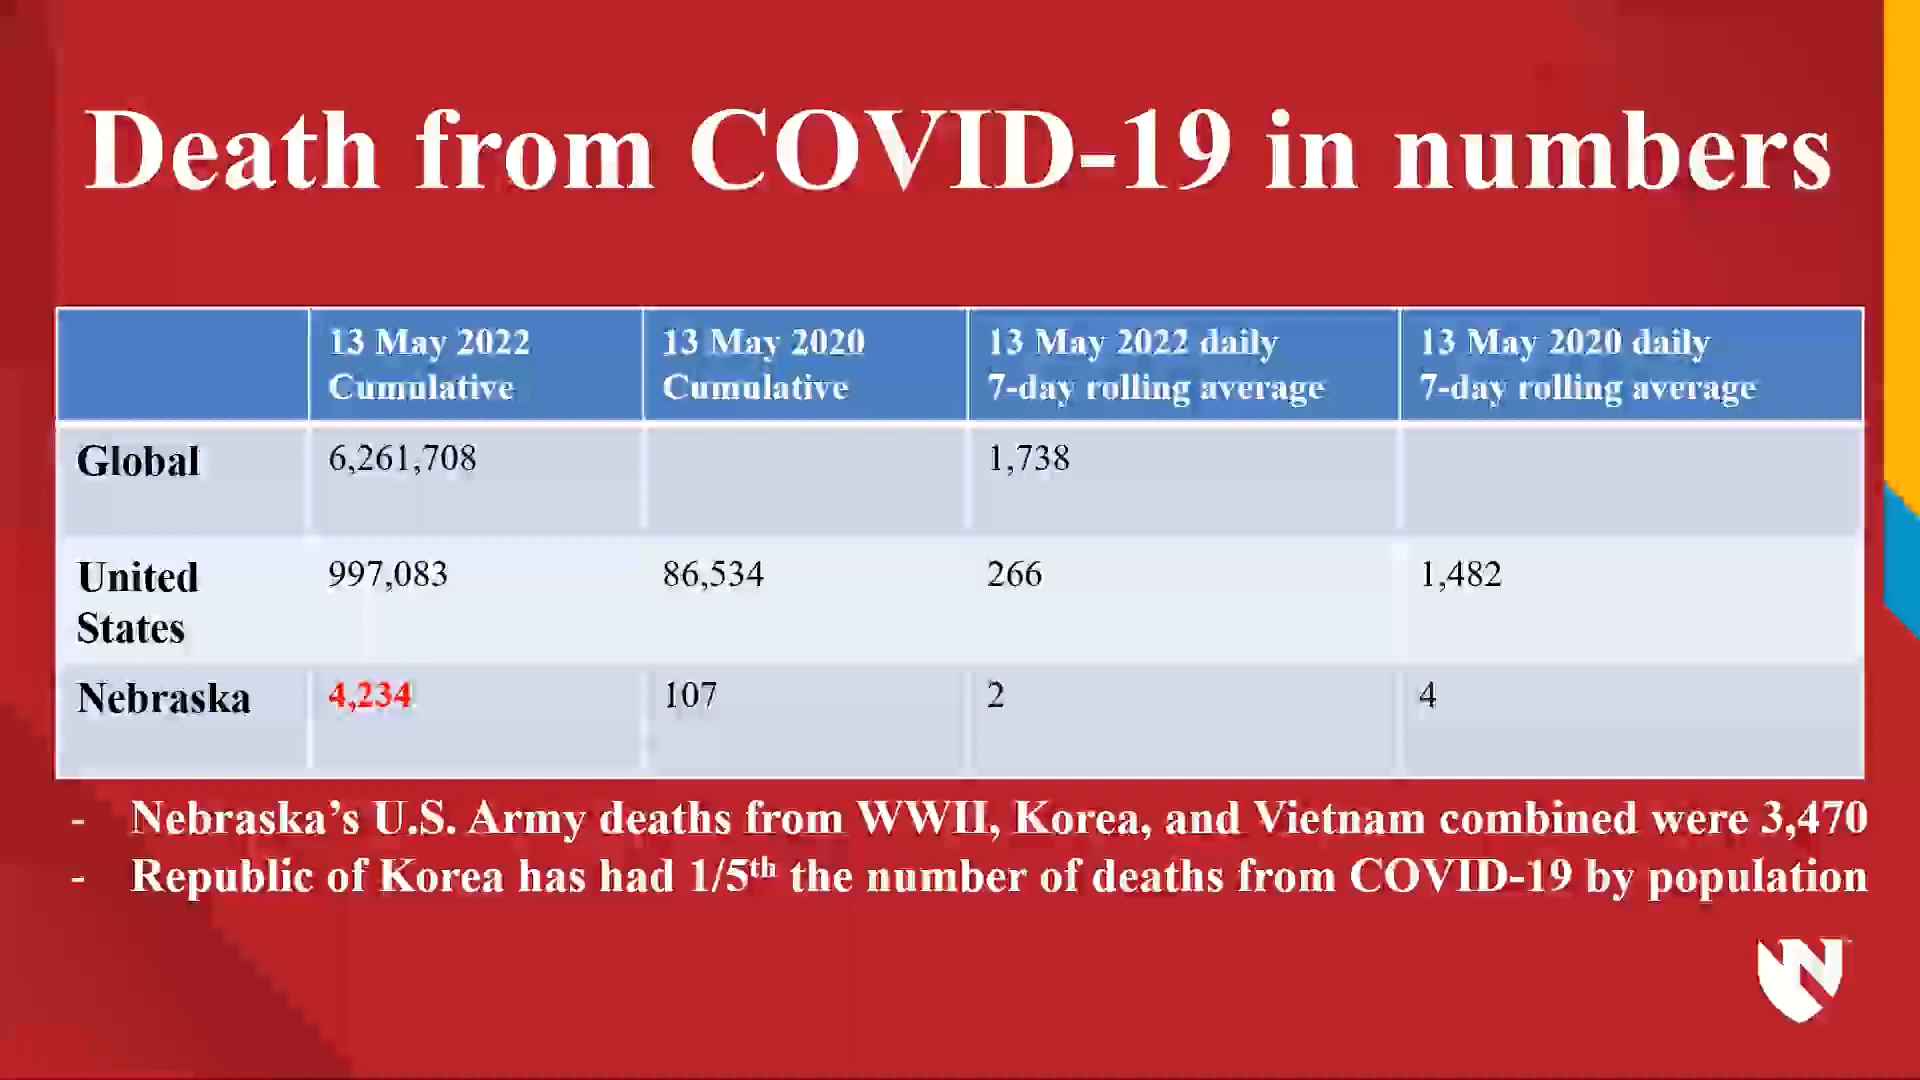 Death from COVID-19 in numbers
13 May 2022 Cumulative
13 May 2020 Cumulative
13 May 2022 daily 7-day rolling average
13 May 2020 daily 7-day rolling average
Global 6,261,708 1,738
United States 997,083 86,534 266 1,482
Nebraska 4,234 107 2 4
- Nebraska’s U.S. Army deaths from WWII, Korea, and Vietnam combined were 3,470
- Republic of Korea has had 1/5th the number of deaths from COVID-19 by population